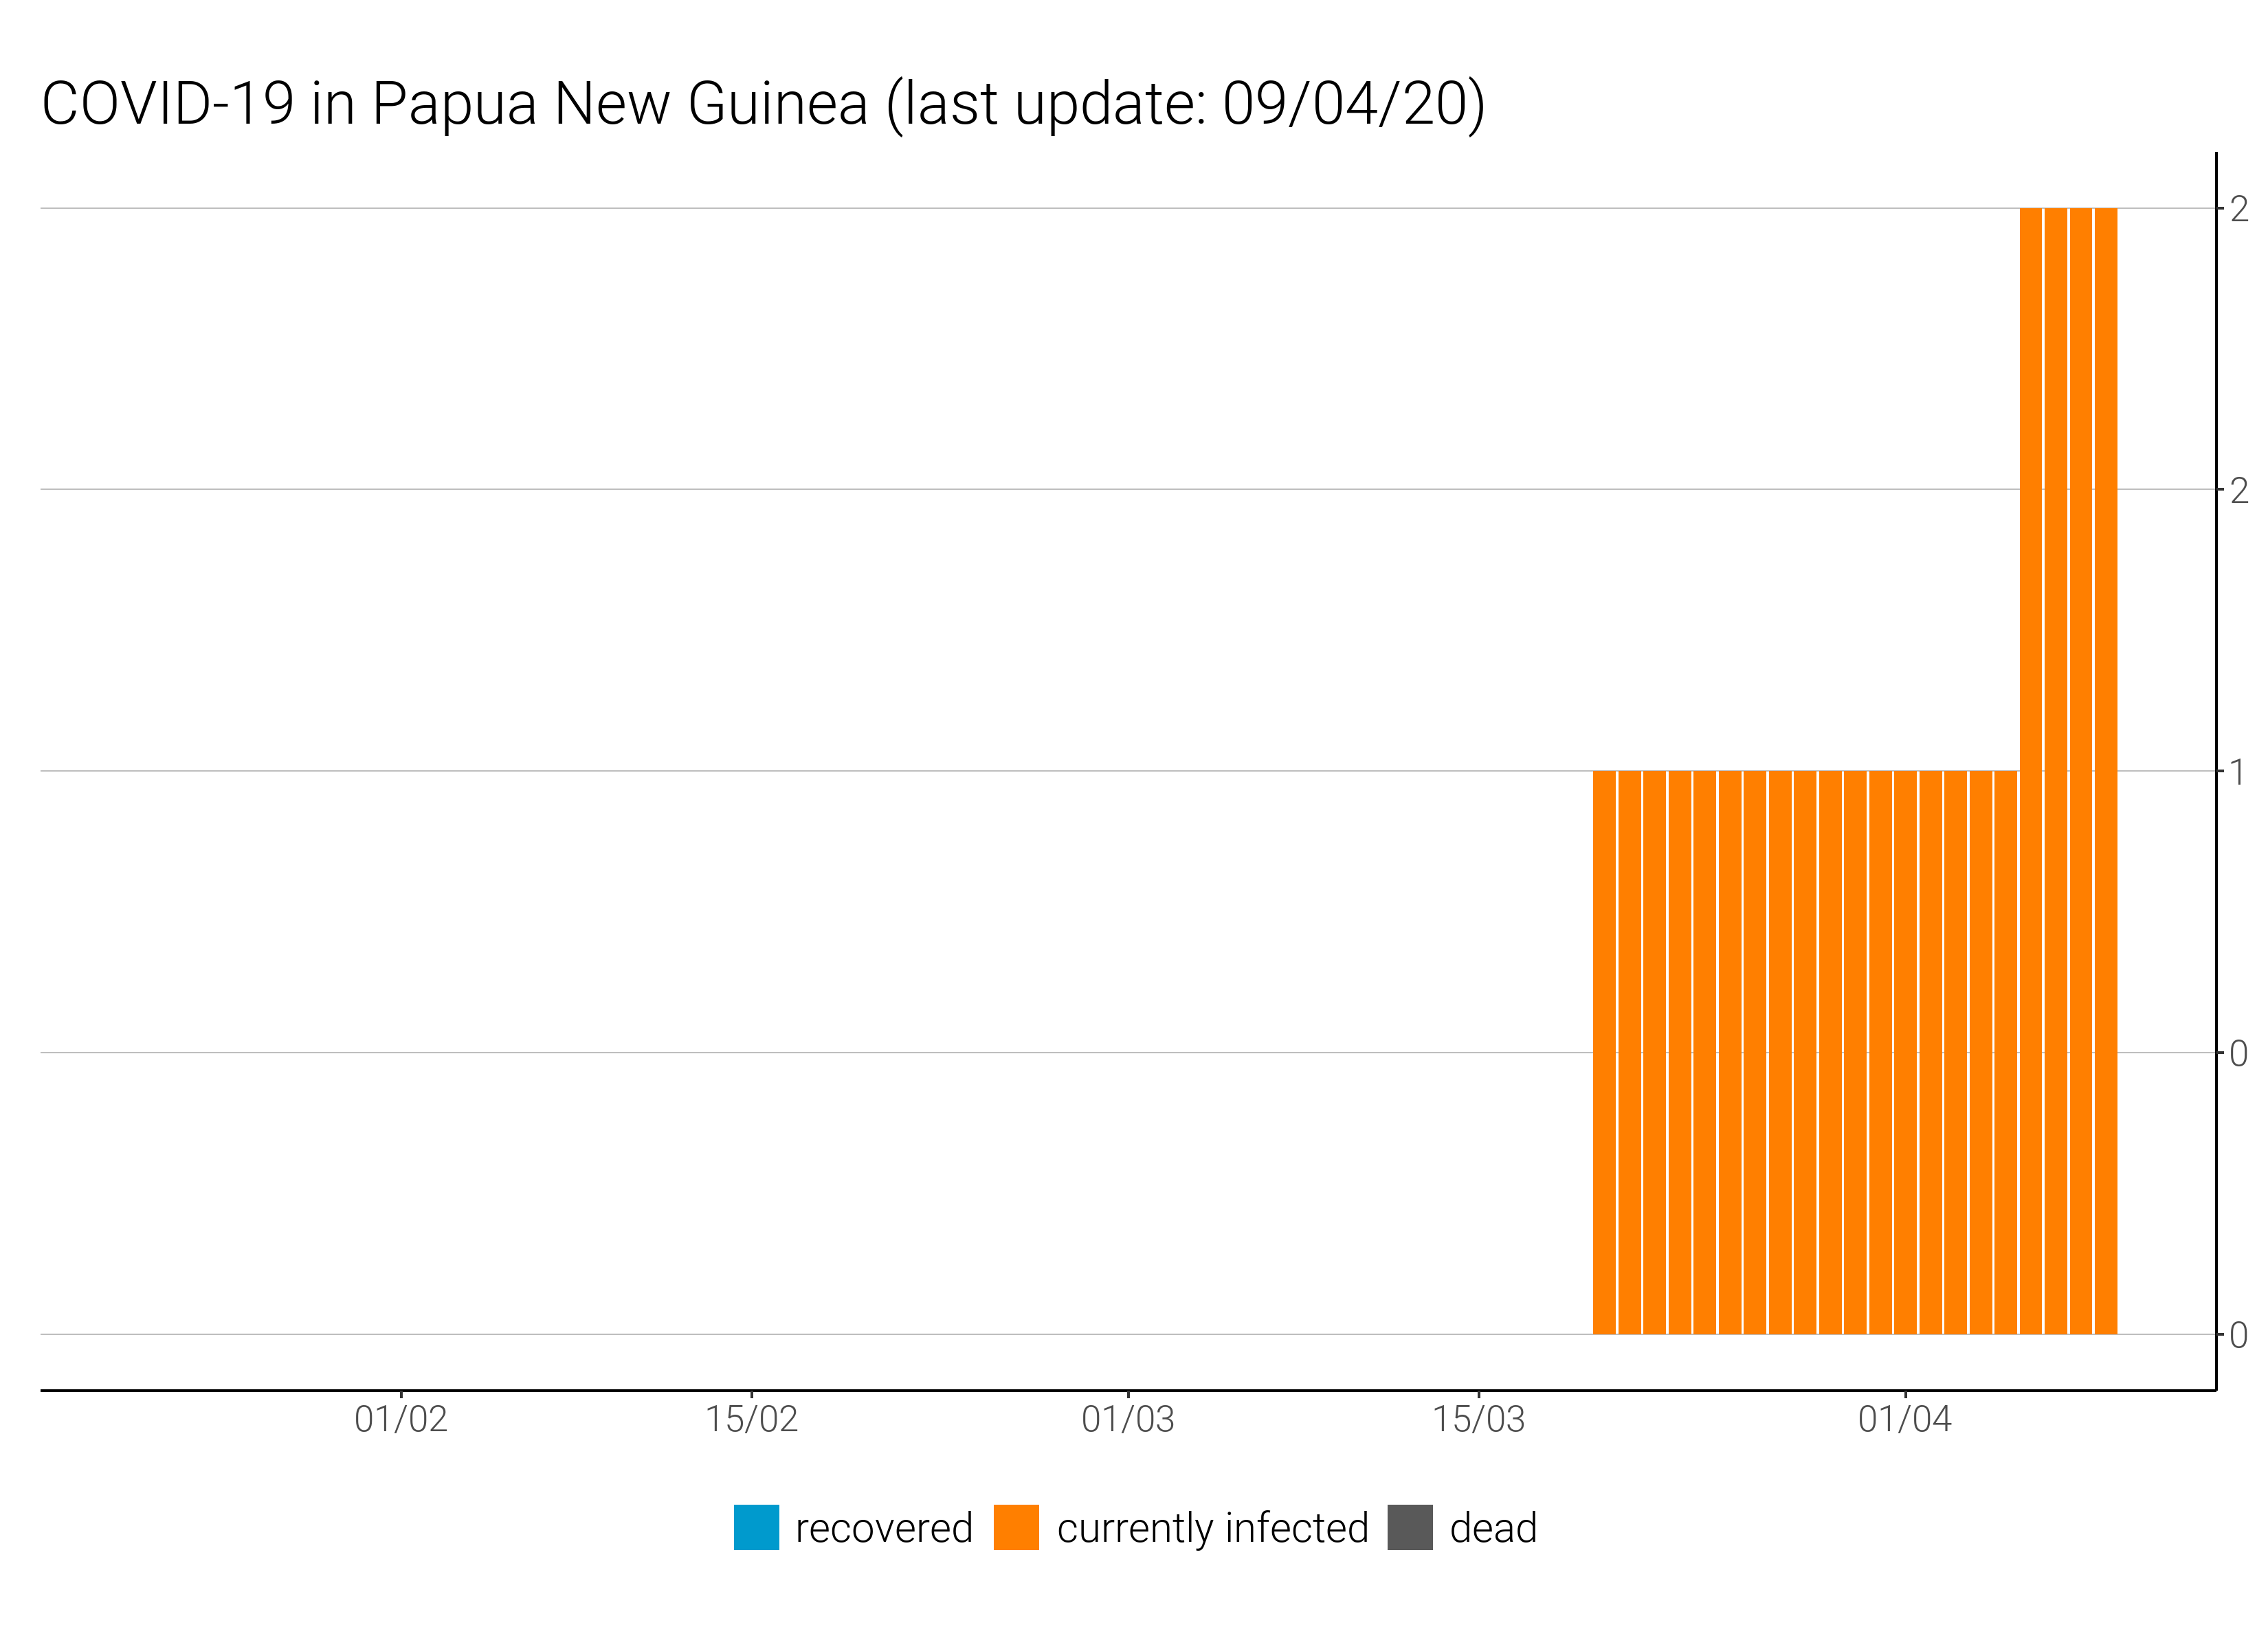 COVID-19 in Papua New Guinea (last update: 09/04/20)
2
2
1
0
0
01/02 15/02 01/03 15/03 01/04
recovered currently infected dead